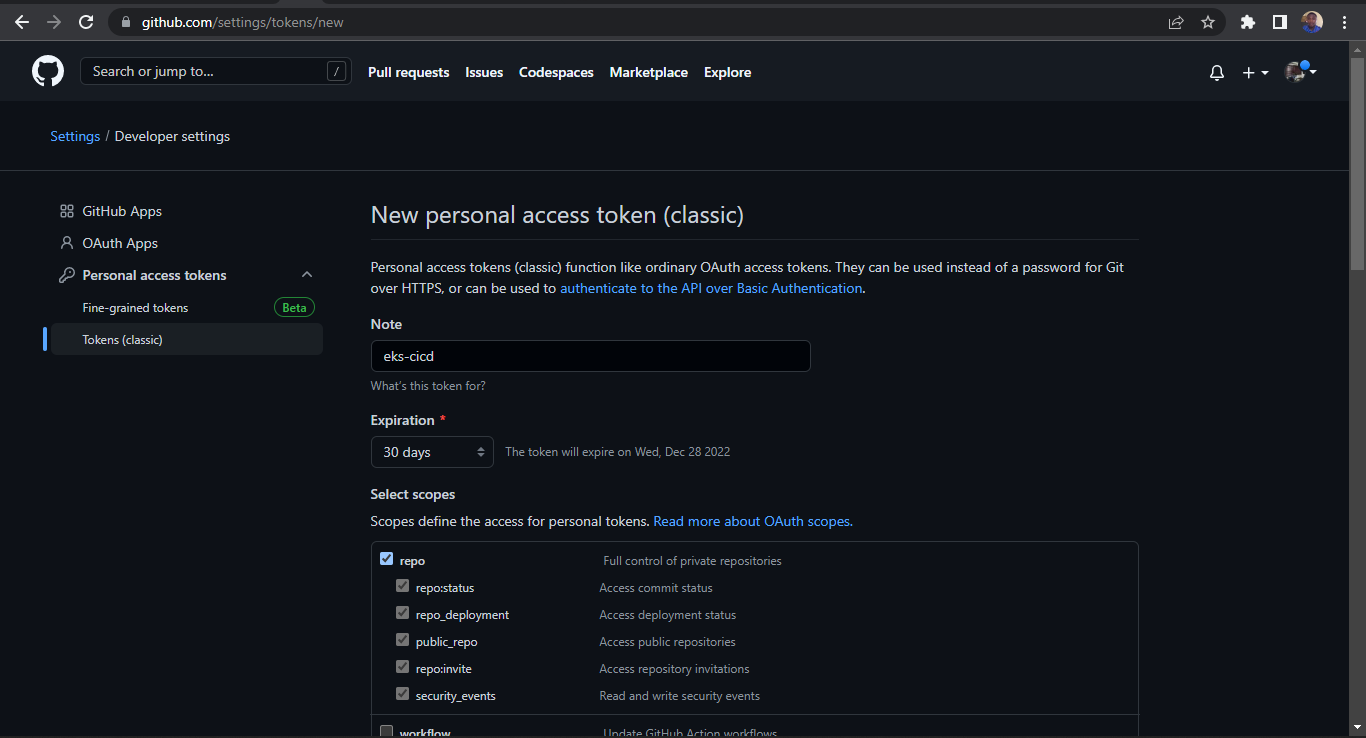 github.com/settings/tokens/new
Search or jump to... /
Pull requests Issues Codespaces Marketplace Explore
Settings / Developer settings
GitHub Apps
OAuth Apps
Personal access tokens
Fine-grained tokens Beta
Tokens (classic)
New personal access token (classic)
Personal access tokens (classic) function like ordinary OAuth access tokens. They can be used instead of a password for Git
over HTTPS, or can be used to authenticate to the API over Basic Authentication.
Note
eks-cicd
What's this token for?
Expiration *
30 days The token will expire on Wed, Dec 28 2022
Select scopes
Scopes define the access for personal tokens. Read more about OAuth scopes.
repo Full control of private repositories
repo:status Access commit status
repo_deployment Access deployment status
public_repo Access public repositories
repo:invite Access repository invitations
security_events Read and write security events
workflow Update GitHub Action workflows